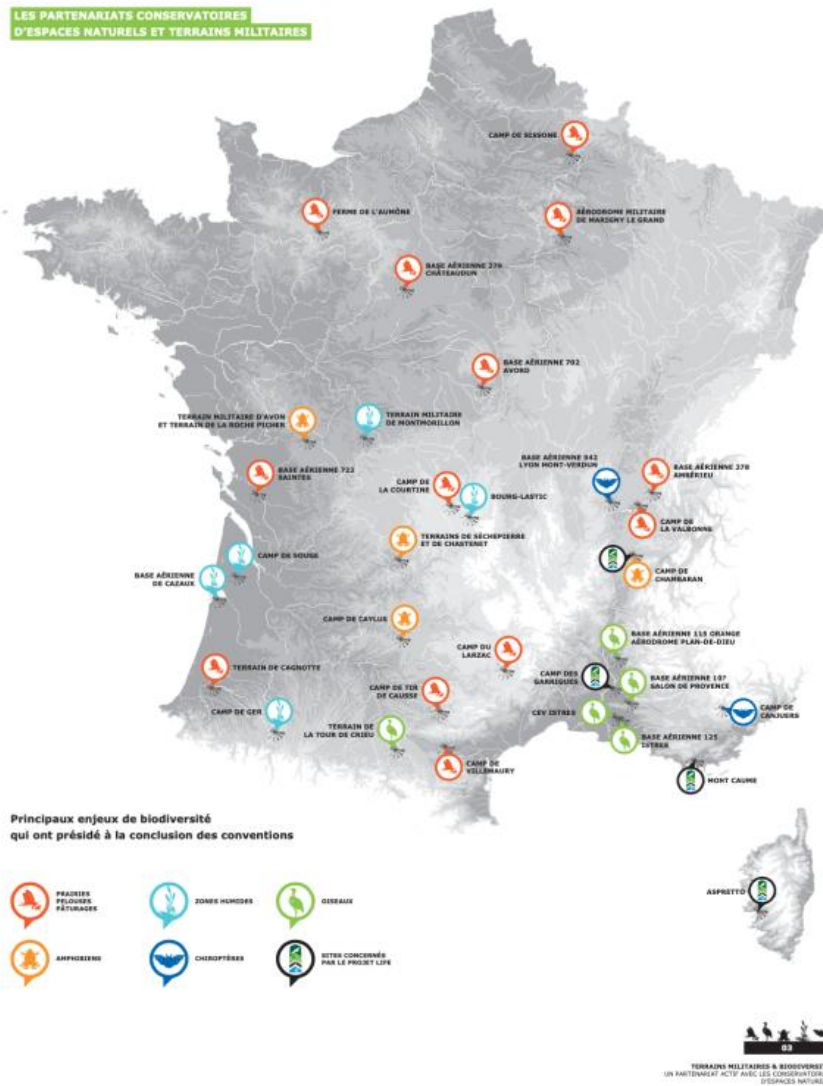 LES PARTENARIATS CONSERVATOIRES
D'ESPACES NATURELS ET TERRAINS MILITAIRES
CAMP DE SISSONE
FERME DE L'AUMÔNE
AÉRODROME MILITAIRE
DE MARIGNY LE GRAND
BASE AÉRIENNE 279
CHÂTEAUDUN
BASE AÉRIENNE 702
AVORD
TERRAIN MILITAIRE D'AVON
ET TERRAIN DE LA ROCHE PICHER
TERRAIN MILITAIRE
DE MONTMORILLON
BASE AÉRIENNE 942
LYON MONT-VERDUN
BASE AÉRIENNE 278
AMBÉRIEU
BASE AÉRIENNE 722
SAINTES
CAMP DE
LA COURTINE
BOURG-LASTIC
CAMP DE
LA VALBONNE
TERRAINS DE SÉCHEPIERRE
ET DE CHASTENET
CAMP DE SOUGE
BASE AÉRIENNE
DE CAZAUX
CAMP DE
CHAMBARAN
CAMP DE CAYLUS
BASE AÉRIENNE 115 ORANGE
AÉRODROME PLAN-DE-DIEU
CAMP DU
LARZAC
TERRAIN DE CAGNOTTE
CAMP DES
GARRIGUES
BASE AÉRIENNE 107
SALON DE PROVENCE
CAMP DE TIR
DE CAUSSE
CAMP DE GER
CEV ISTRES
CAMP DE
CANJUERS
TERRAIN DE
LA TOUR DE CRIEU
BASE AÉRIENNE 125
ISTRES
CAMP DE
VILLEMAURY
MONT CAUME
Principaux enjeux de biodiversité
qui ont présidé à la conclusion des conventions
PRAIRIES
PELOUSES
PÂTURAGES
ZONES HUMIDES
OISEAUX
ASPRETTO
AMPHIBIENS
CHIROPTÈRES
SITES CONCERNÉS
PAR LE PROJET LIFE
03
TERRAINS MILITAIRES & BIODIVERSIT
UN PARTENARIAT ACTIF AVEC LES CONSERVATOIRE
D'ESPACES NATURE